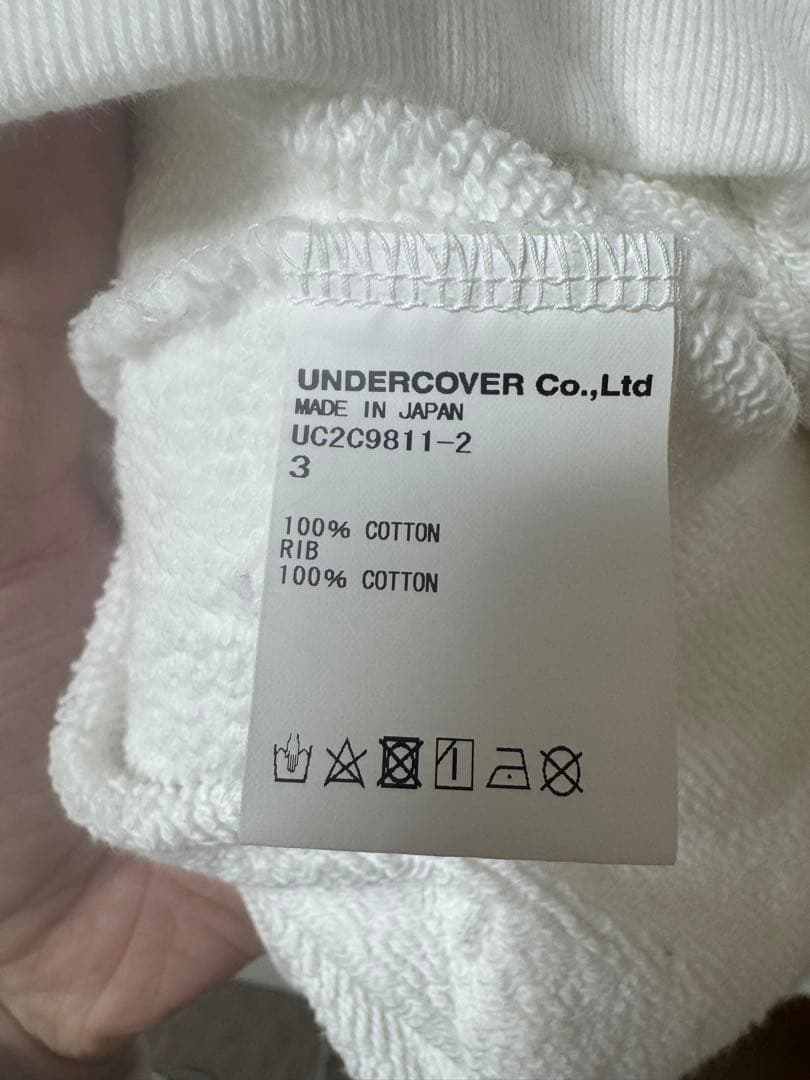 UNDERCOVER Co.,Ltd
MADE IN JAPAN
UC2C9811-2
3
100% COTTON
RIB
100% COTTON